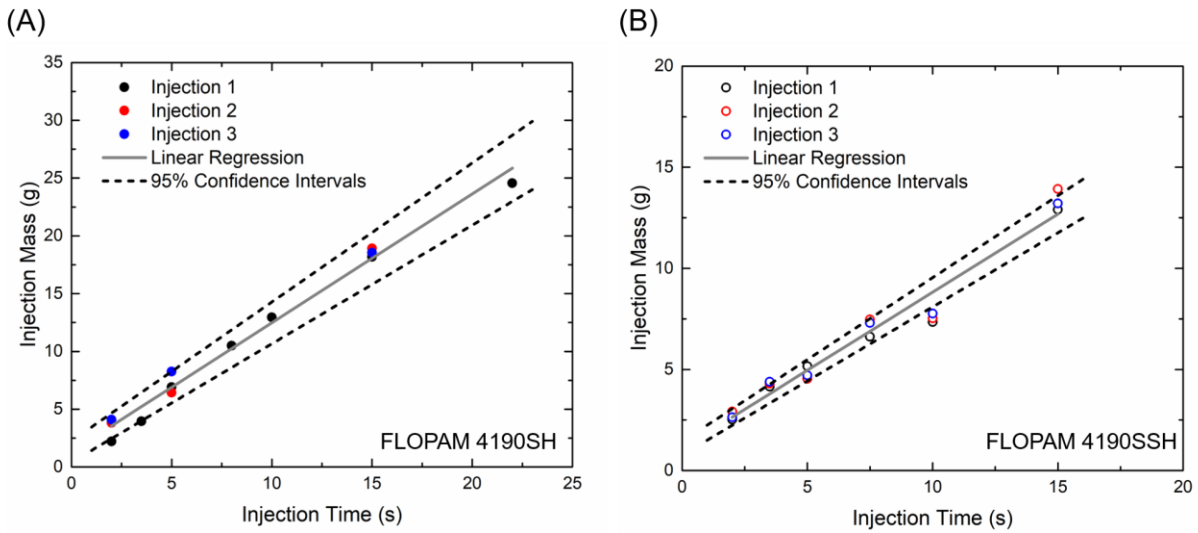 (A)
35
30
25
20
15
10
5
0
Injection Mass (g)
Injection 1
Injection 2
Injection 3
Linear Regression
95% Confidence Intervals
FLOPAM 4190SH
0 5 10 15 20 25
Injection Time (s)
(B)
20
15
10
5
0
Injection Mass (g)
Injection 1
Injection 2
Injection 3
Linear Regression
95% Confidence Intervals
FLOPAM 4190SSH
0 5 10 15 20
Injection Time (s)